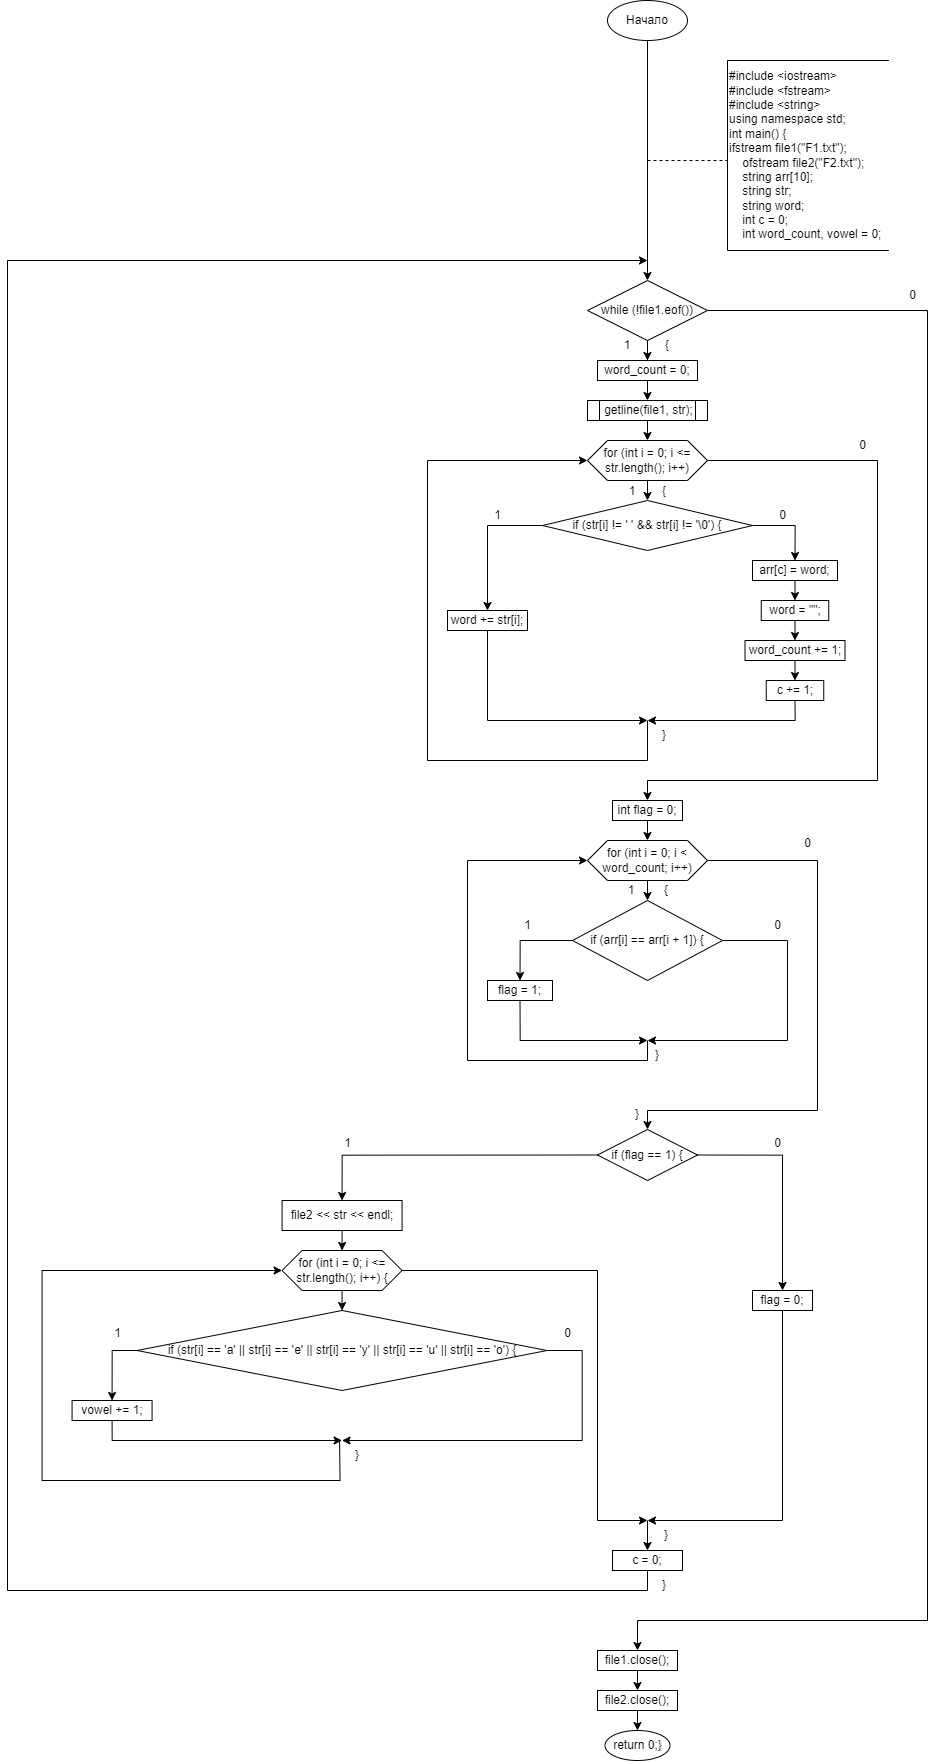 Начало
#include <iostream>
#include <fstream>
#include <string>
using namespace std;
int main() {
ifstream file1("F1.txt");
ofstream file2("F2.txt");
string arr[10];
string str;
string word;
int c = 0;
int word_count, vowel = 0;
0
while (!file1.eof())
1 {
word_count = 0;
getline(file1, str);
0
for (int i = 0; i <=
str.length(); i++)
1 {
1
0
if (str[i] != ' ' && str[i] != '\0') {
arr[c] = word;
word = "";
word += str[i];
word_count += 1;
c += 1;
}
int flag = 0;
0
for (int i = 0; i <
word_count; i++)
1 {
1
0
if (arr[i] == arr[i + 1]) {
flag = 1;
}
}
1
0
if (flag == 1) {
file2 << str << endl;
for (int i = 0; i <=
str.length(); i++) {
flag = 0;
1
0
if (str[i] == 'a' || str[i] == 'e' || str[i] == 'y' || str[i] == 'u' || str[i] == 'o') {
vowel += 1;
}
}
c = 0;
}
file1.close();
file2.close();
return 0;}